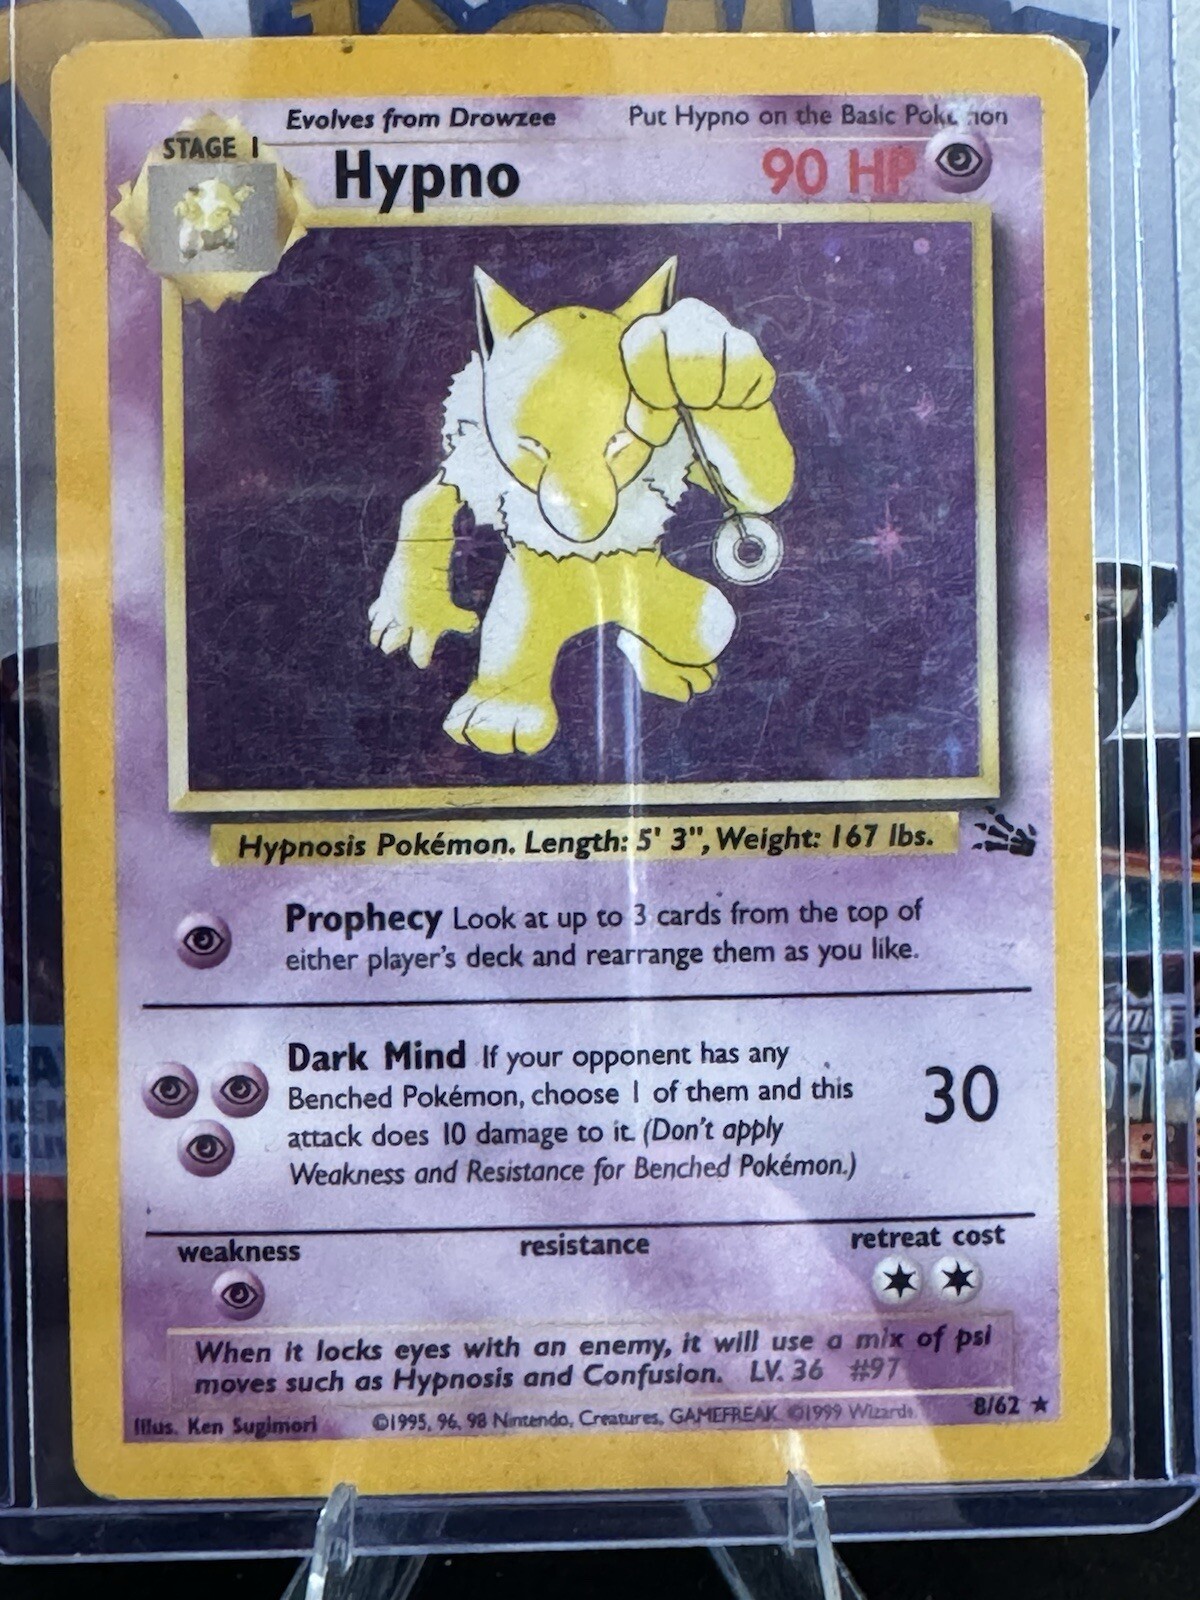 Evolves from Drowzee Put Hypno on the Basic
STAGE 1
Hypno 90 HP
Hypnosis Pokémon. Length: 5' 3", Weight: 167 lbs.
Prophecy Look at up to 3 cards from the top of
either player's deck and rearrange them as you like.
Dark Mind If your opponent has any
Benched Pokémon, choose 1 of them and this
attack does 10 damage to it. (Don't apply
Weakness and Resistance for Benched Pokémon.)
30
weakness resistance retreat cost
When it locks eyes with an enemy, it will use a mix of psi
moves such as Hypnosis and Confusion. LV. 36 #97
8/62 ★
Illus. Ken Sugimori ©1995, 96, 98 Nintendo, Creatures, GAMEFREAK. ©1999 Wizards.